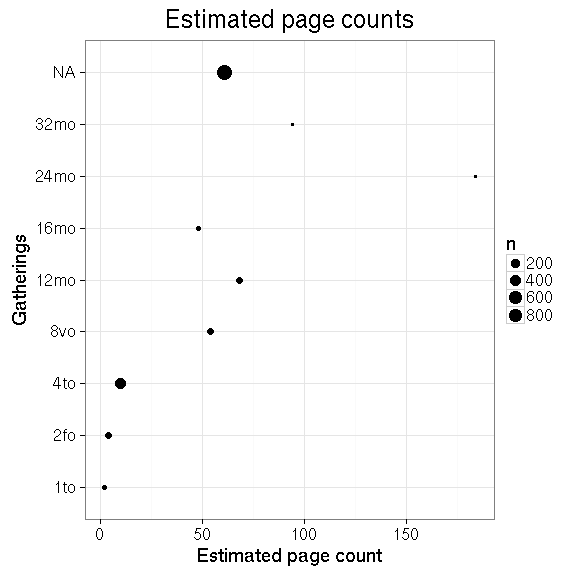 Estimated page counts
Gatherings
NA
32mo
24mo
16mo
12mo
8vo
4to
2fo
1to
0 50 100 150
Estimated page count
n
200
400
600
800